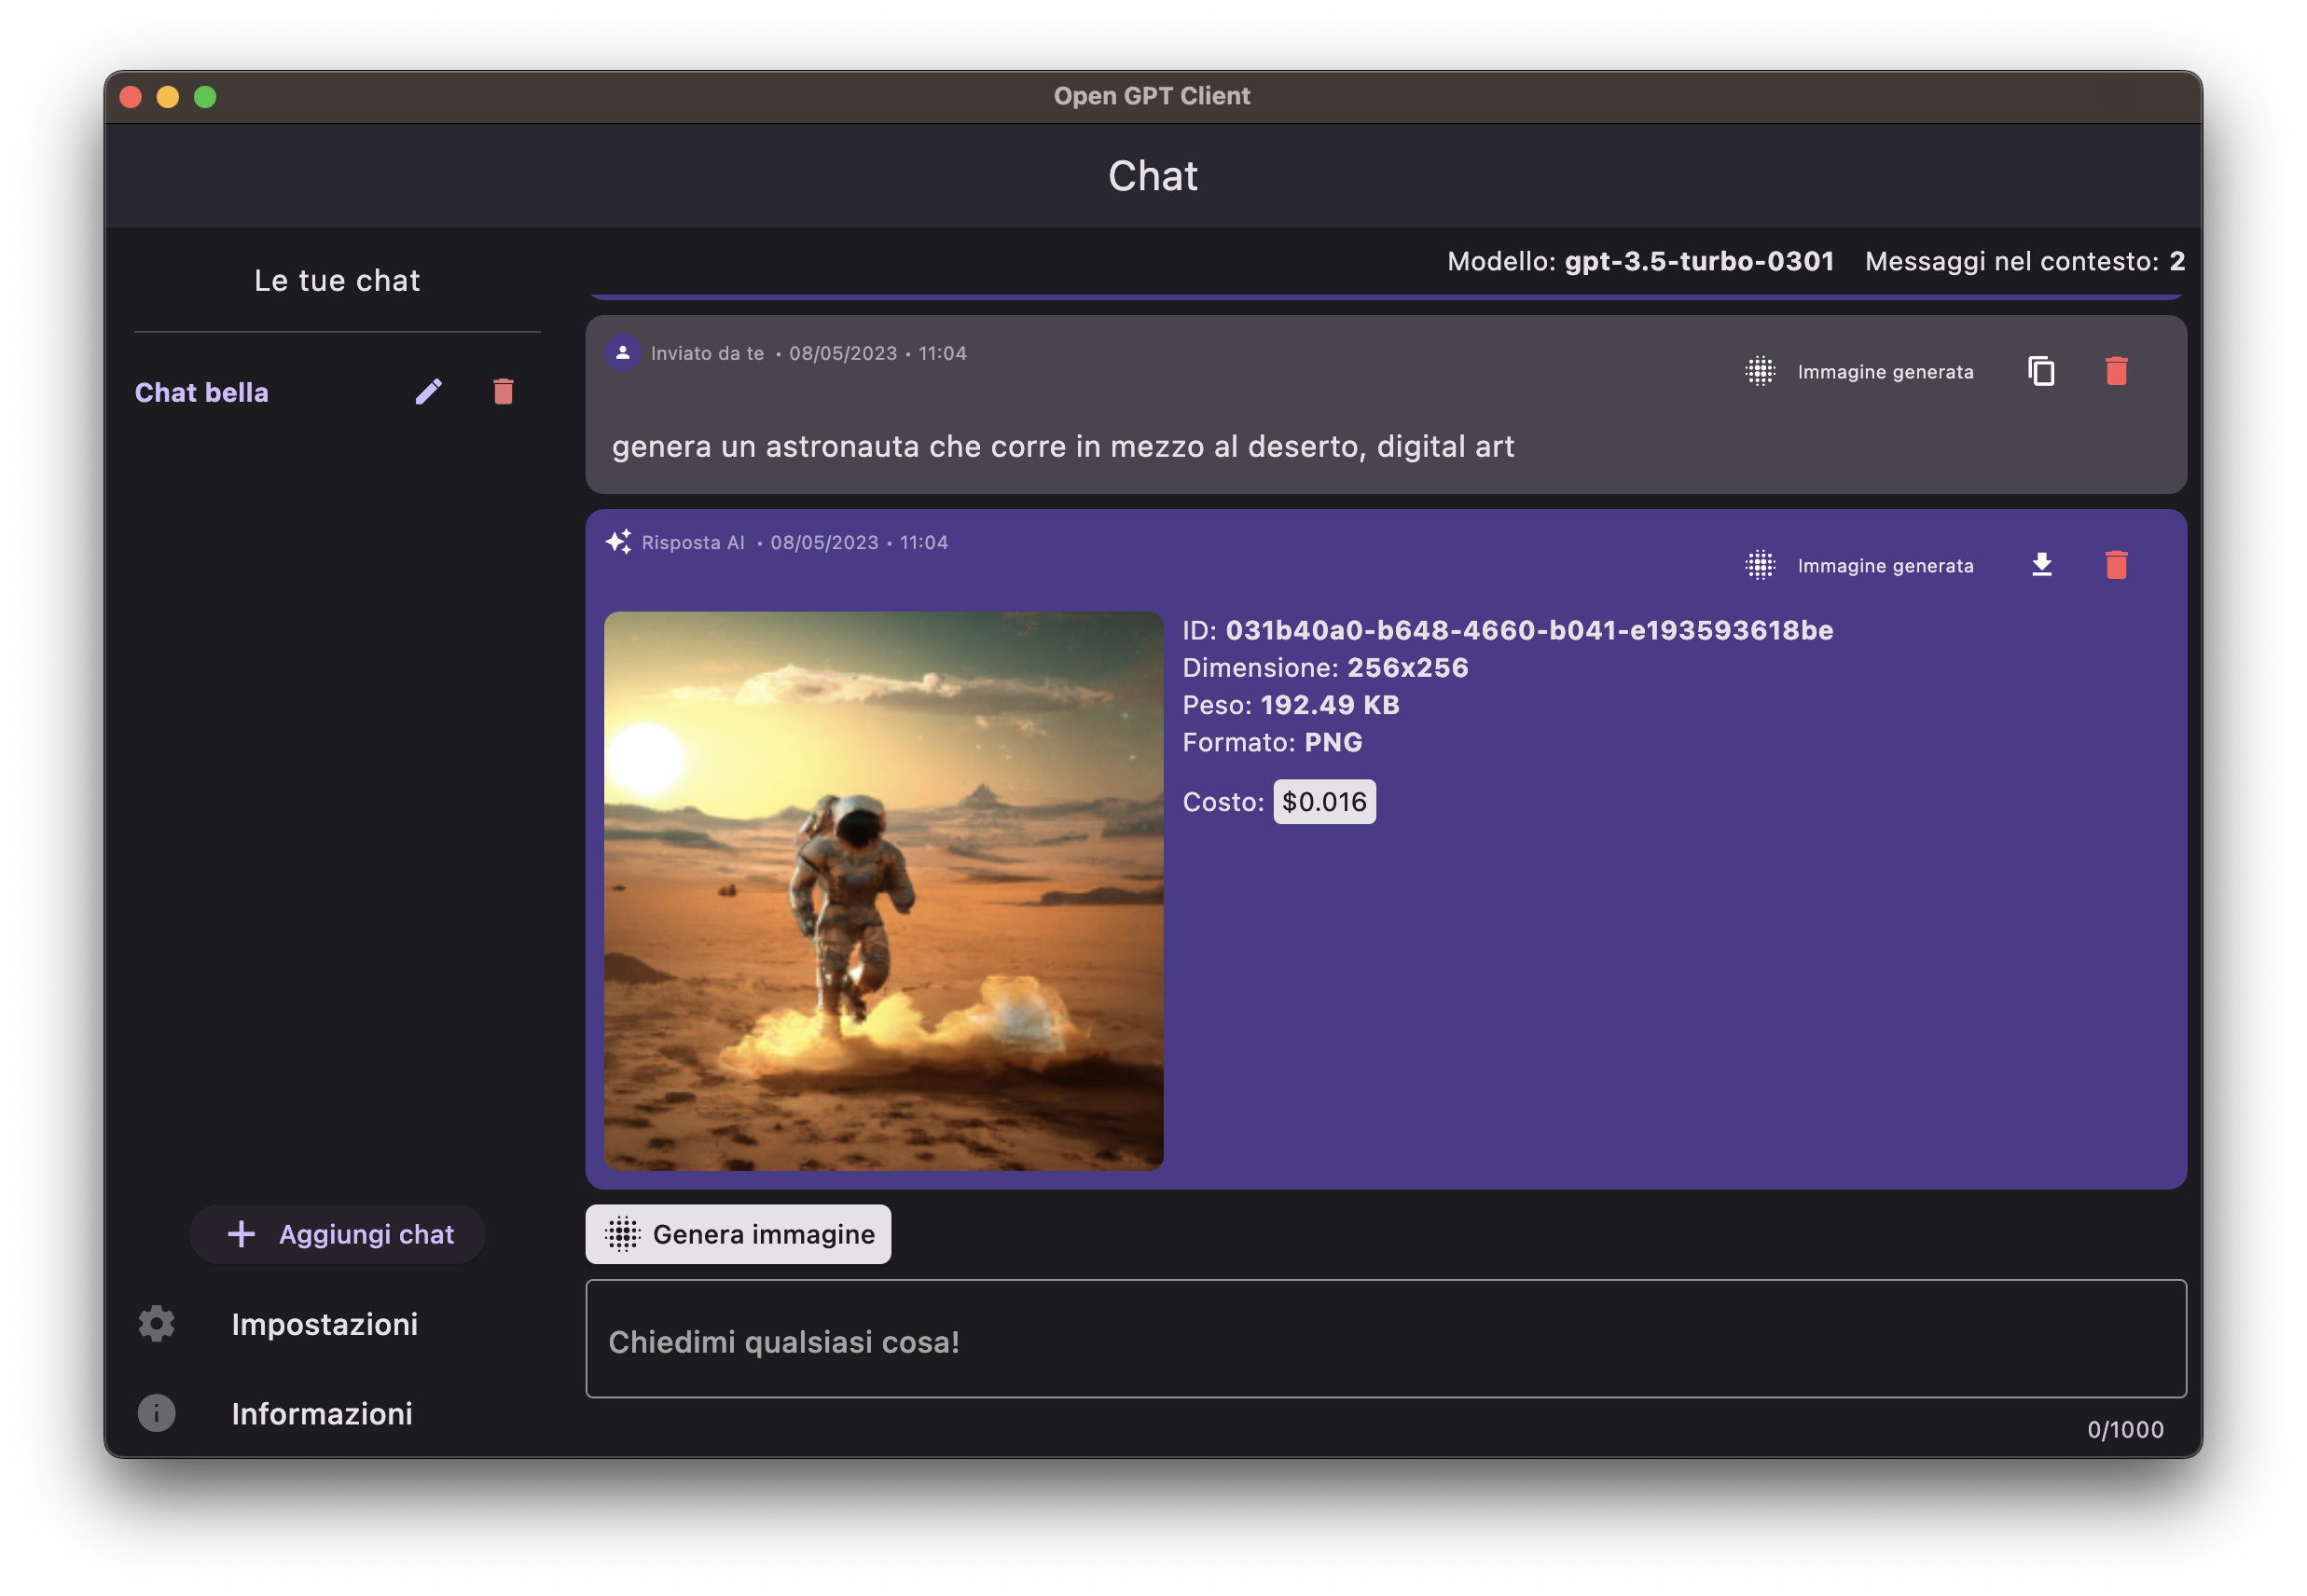 Open GPT Client
Chat
Le tue chat
Chat bella
Aggiungi chat
Impostazioni
Informazioni
Modello: gpt-3.5-turbo-0301 Messaggi nel contesto: 2
Inviato da te • 08/05/2023 • 11:04
Immagine generata
genera un astronauta che corre in mezzo al deserto, digital art
Risposta AI • 08/05/2023 • 11:04
Immagine generata
ID: 031b40a0-b648-4660-b041-e193593618be
Dimensione: 256x256
Peso: 192.49 KB
Formato: PNG
Costo: $0.016
Genera immagine
Chiedimi qualsiasi cosa!
0/1000